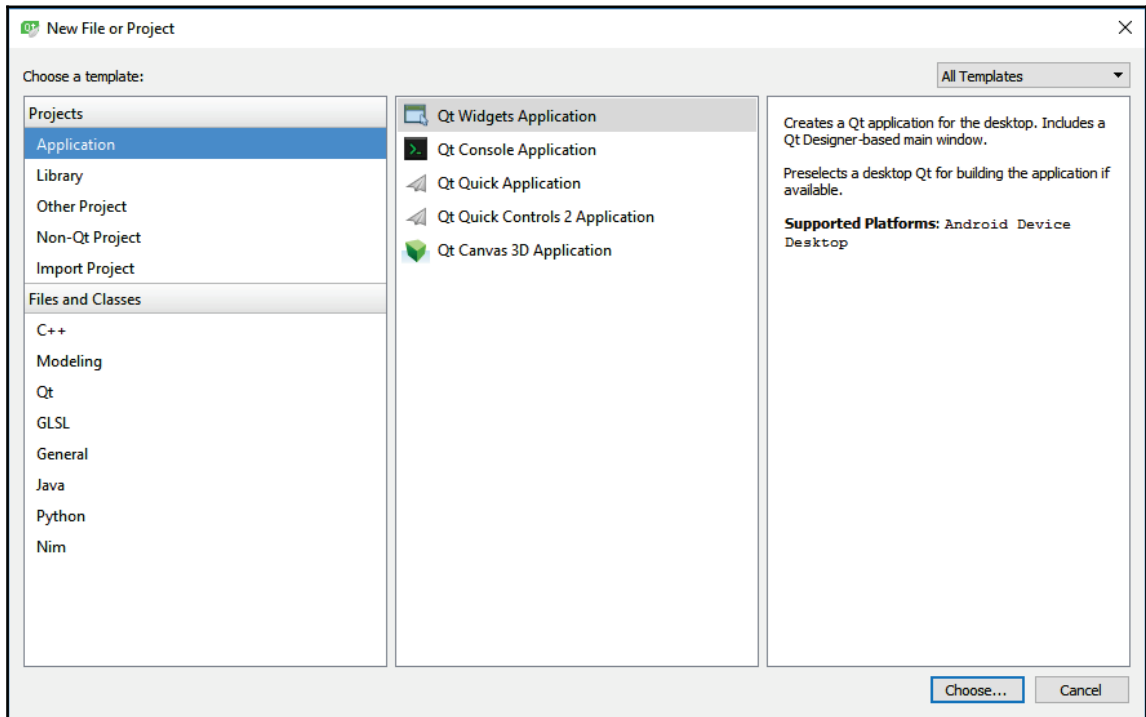 New File or Project
Choose a template:
All Templates
Projects
Application
Library
Other Project
Non-Qt Project
Import Project
Files and Classes
C++
Modeling
Qt
GLSL
General
Java
Python
Nim
Qt Widgets Application
Qt Console Application
Qt Quick Application
Qt Quick Controls 2 Application
Qt Canvas 3D Application
Creates a Qt application for the desktop. Includes a
Qt Designer-based main window.
Preselects a desktop Qt for building the application if
available.
Supported Platforms: Android Device
Desktop
Choose...
Cancel